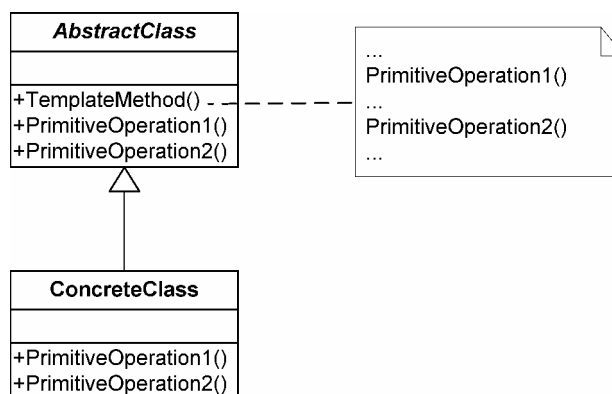 AbstractClass
+TemplateMethod()
+PrimitiveOperation1()
+PrimitiveOperation2()
...
PrimitiveOperation1()
...
PrimitiveOperation2()
...
ConcreteClass
+PrimitiveOperation1()
+PrimitiveOperation2()